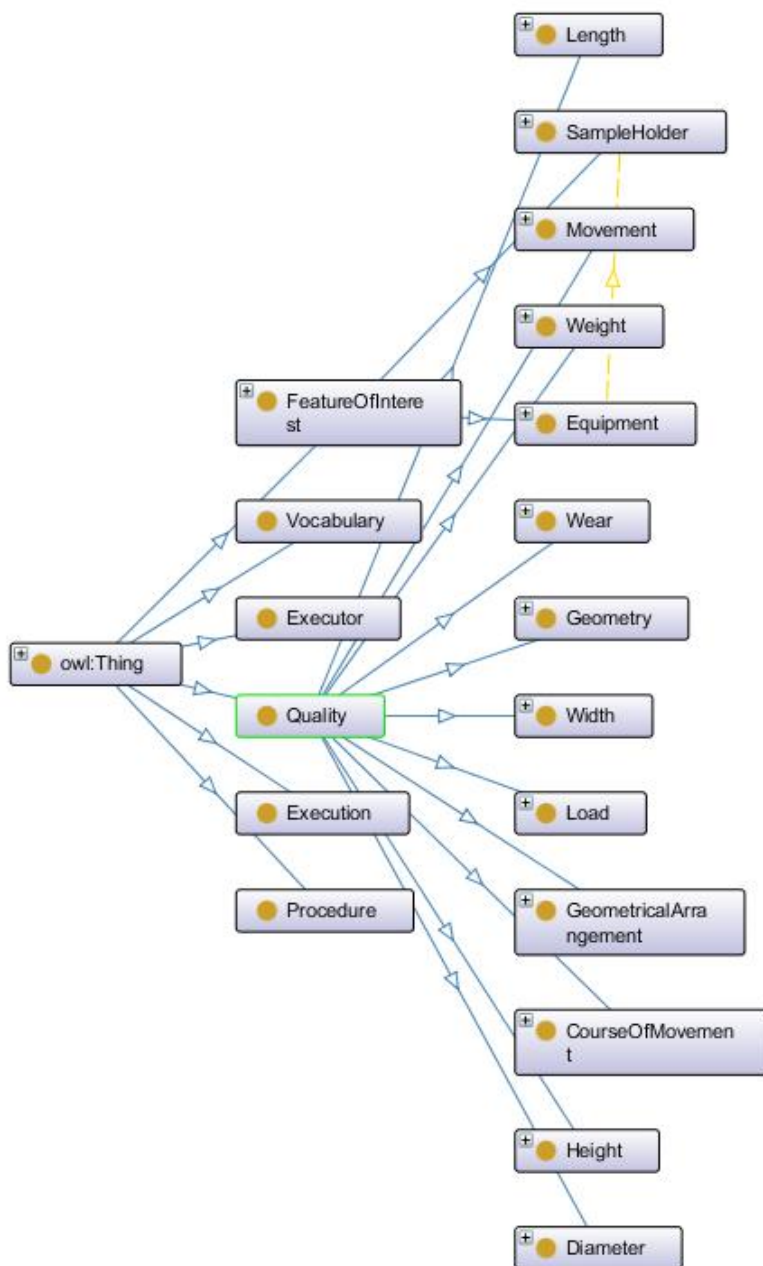 Length
SampleHolder
Movement
Weight
FeatureOfIntere
st
Equipment
Vocabulary
Wear
Executor
Geometry
owl:Thing
Quality
Width
Execution
Load
Procedure
GeometricalArra
ngement
CourseOfMovemen
t
Height
Diameter